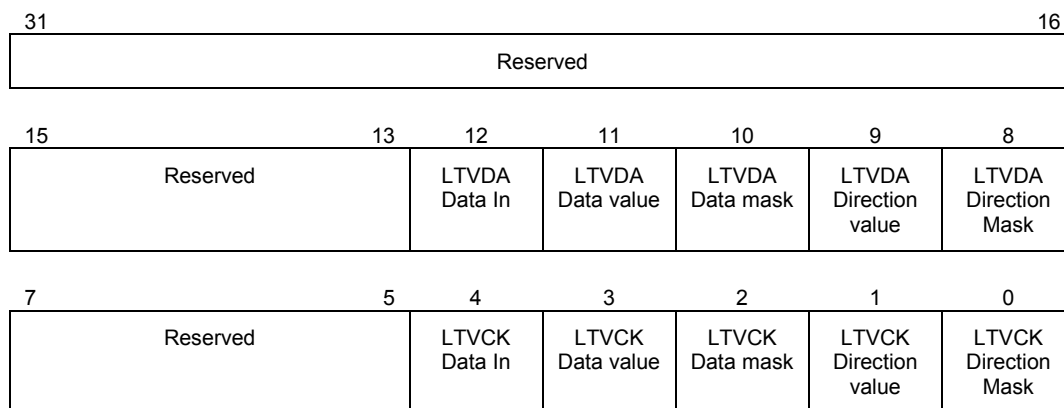 31 16
Reserved
15 13 12 11 10 9 8
Reserved LTVDA LTVDA LTVDA LTVDA LTVDA
Data In Data value Data mask Direction Direction
value Mask
7 5 4 3 2 1 0
Reserved LTVCK LTVCK LTVCK LTVCK LTVCK
Data In Data value Data mask Direction Direction
value Mask